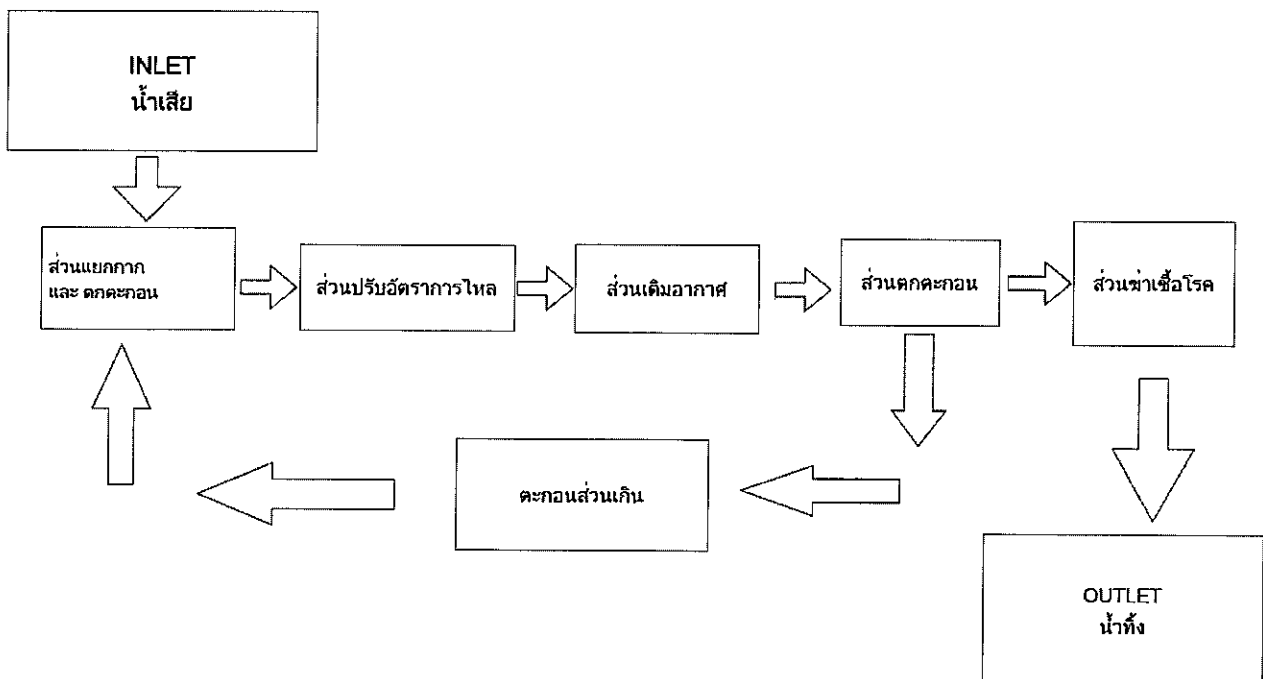 INLET
น้ำเสีย
ส่วนแยกกาก
และ ตกตะกอน
ส่วนปรับอัตราการไหล
ส่วนเติมอากาศ
ส่วนตกตะกอน
ส่วนฆ่าเชื้อโรค
ตะกอนส่วนเกิน
OUTLET
น้ำทิ้ง